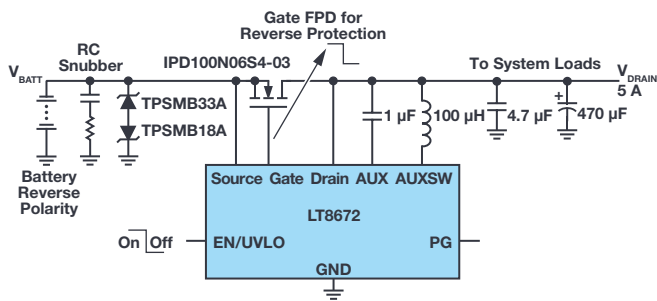 Gate FPD for
Reverse Protection
RC
Snubber
IPD100N06S4-03
To System Loads
VBATT
VDRAIN
5 A
TPSMB33A
TPSMB18A
1 µF
100 µH
4.7 µF
+
470 µF
Battery
Reverse
Polarity
Source Gate Drain AUX AUXSW
LT8672
On Off
EN/UVLO
PG
GND